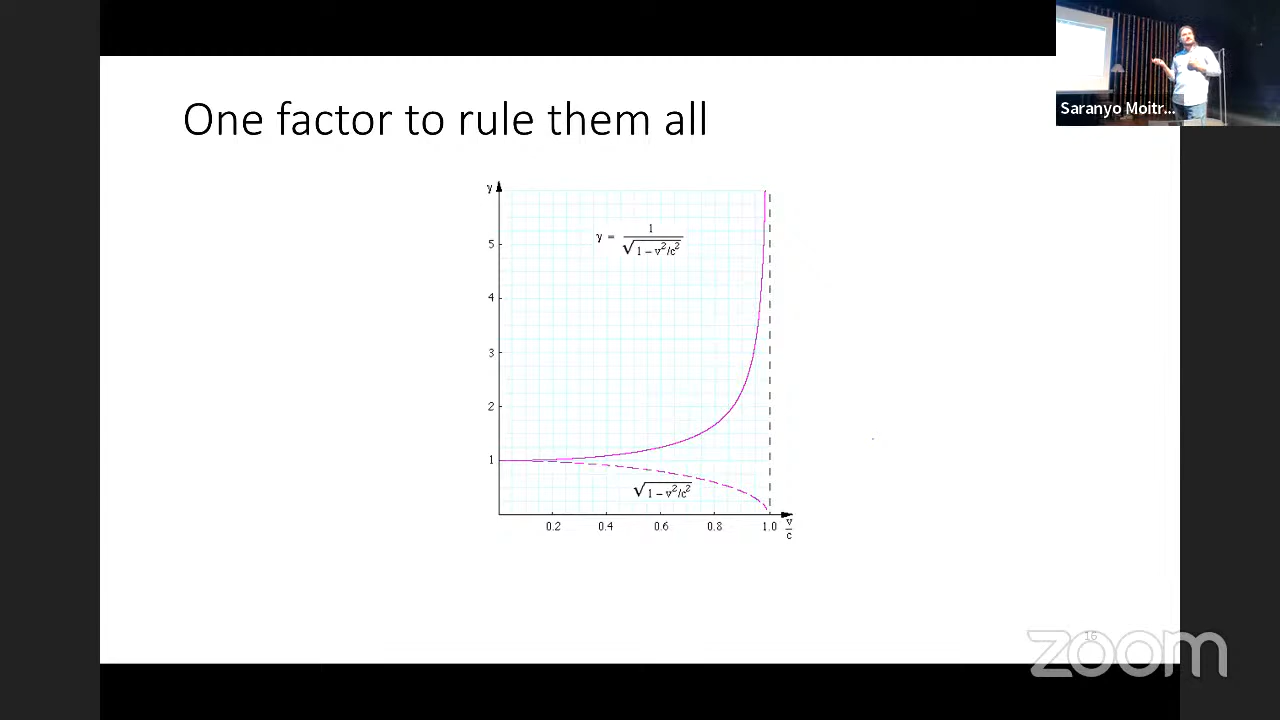 One factor to rule them all
Saranyo Moitr...
γ
γ = 1 / √(1 – v²/c²)
5
4
3
2
1
√(1 – v²/c²)
0.2 0.4 0.6 0.8 1.0 v/c
16
zoom